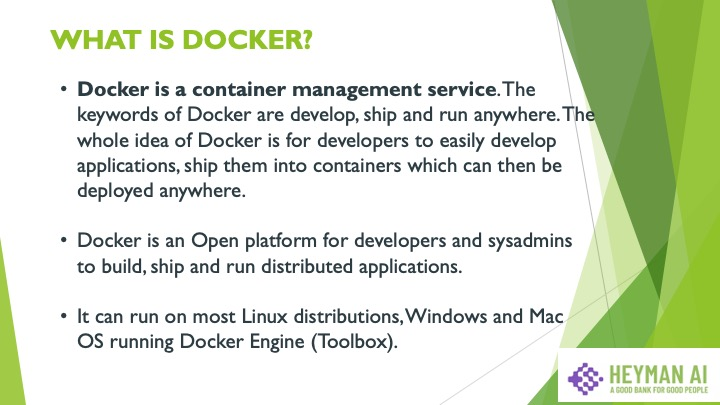 WHAT IS DOCKER?
• Docker is a container management service. The
keywords of Docker are develop, ship and run anywhere. The
whole idea of Docker is for developers to easily develop
applications, ship them into containers which can then be
deployed anywhere.
• Docker is an Open platform for developers and sysadmins
to build, ship and run distributed applications.
• It can run on most Linux distributions, Windows and Mac
OS running Docker Engine (Toolbox).
HEYMAN AI
A GOOD BANK FOR GOOD PEOPLE